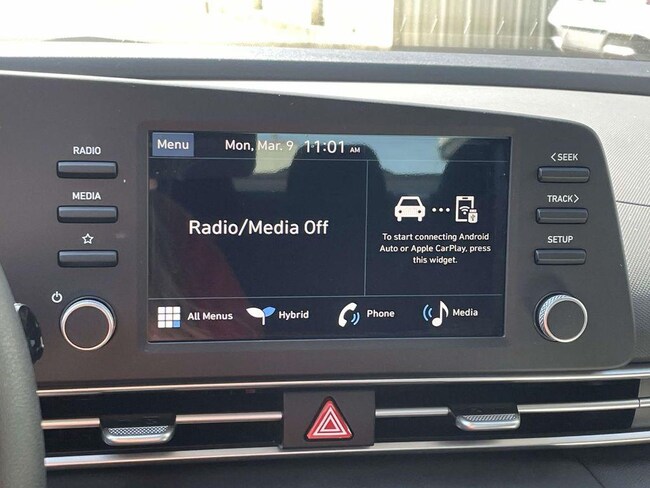 RADIO
MEDIA
Menu
Mon, Mar. 9 11:01 AM
Radio/Media Off
To start connecting Android
Auto or Apple CarPlay, press
this widget.
All Menus
Hybrid
Phone
Media
<SEEK
TRACK>
SETUP